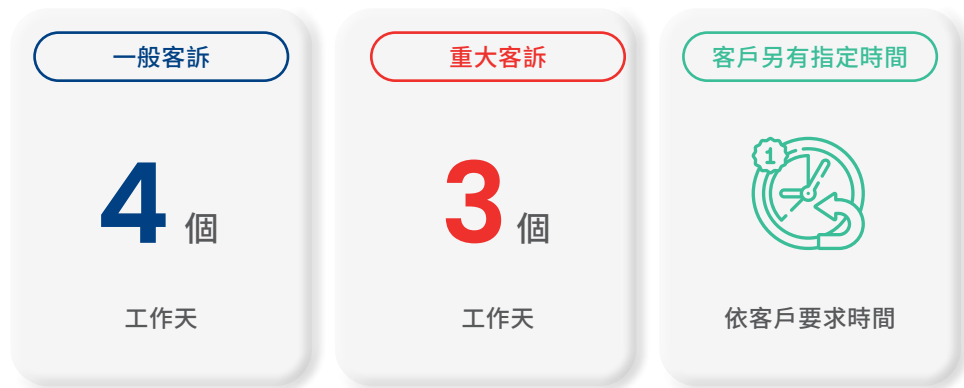 一般客訴
4 個
工作天
重大客訴
3 個
工作天
客戶另有指定時間
1
依客戶要求時間